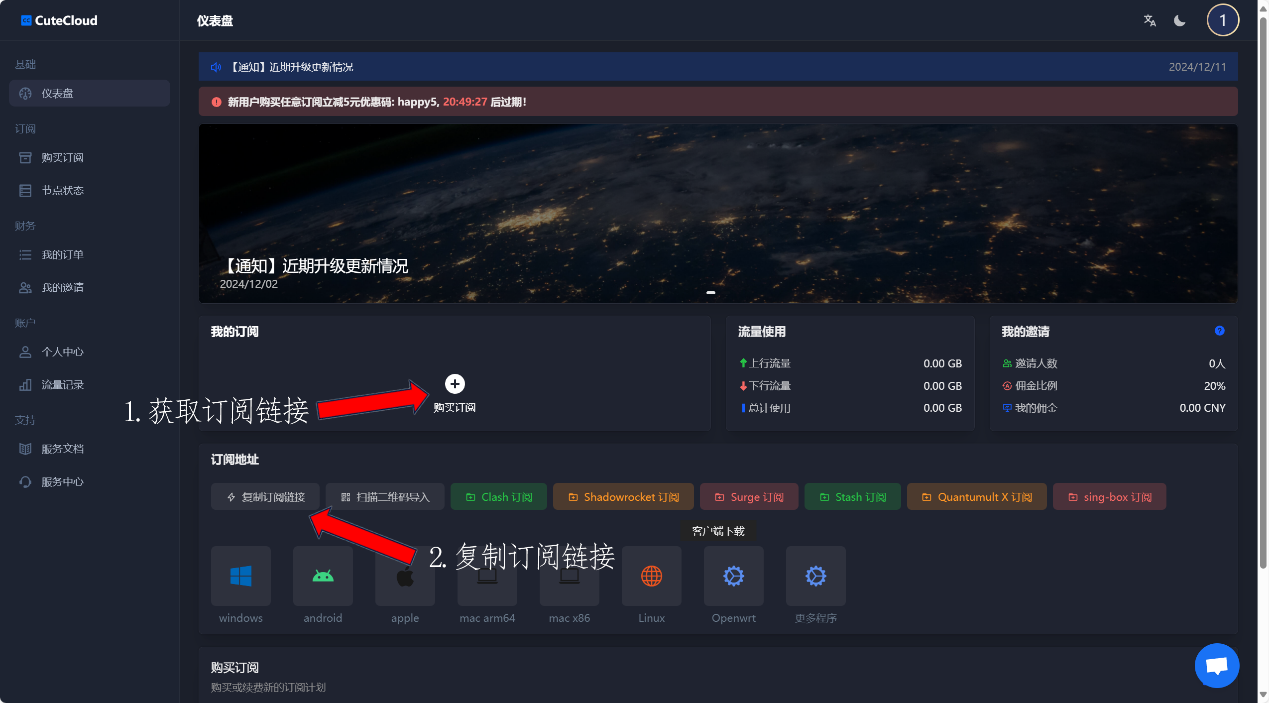 CuteCloud
仪表盘
1
基础
仪表盘
订阅
购买订阅
节点状态
财务
我的订单
我的邀请
账户
个人中心
流量记录
支持
服务文档
服务中心
【通知】近期升级更新情况 2024/12/11
新用户购买任意订阅立减5元优惠码: happy5, 20:49:27 后过期!
【通知】近期升级更新情况
2024/12/02
我的订阅
购买订阅
1. 获取订阅链接
流量使用
上行流量 0.00 GB
下行流量 0.00 GB
总计使用 0.00 GB
我的邀请
邀请人数 0人
佣金比例 20%
我的佣金 0.00 CNY
订阅地址
复制订阅链接 扫描二维码导入 Clash 订阅 Shadowrocket 订阅 Surge 订阅 Stash 订阅 Quantumult X 订阅 sing-box 订阅
客户端下载
2. 复制订阅链接
windows android apple mac arm64 mac x86 Linux Openwrt 更多程序
购买订阅
购买或续费新的订阅计划